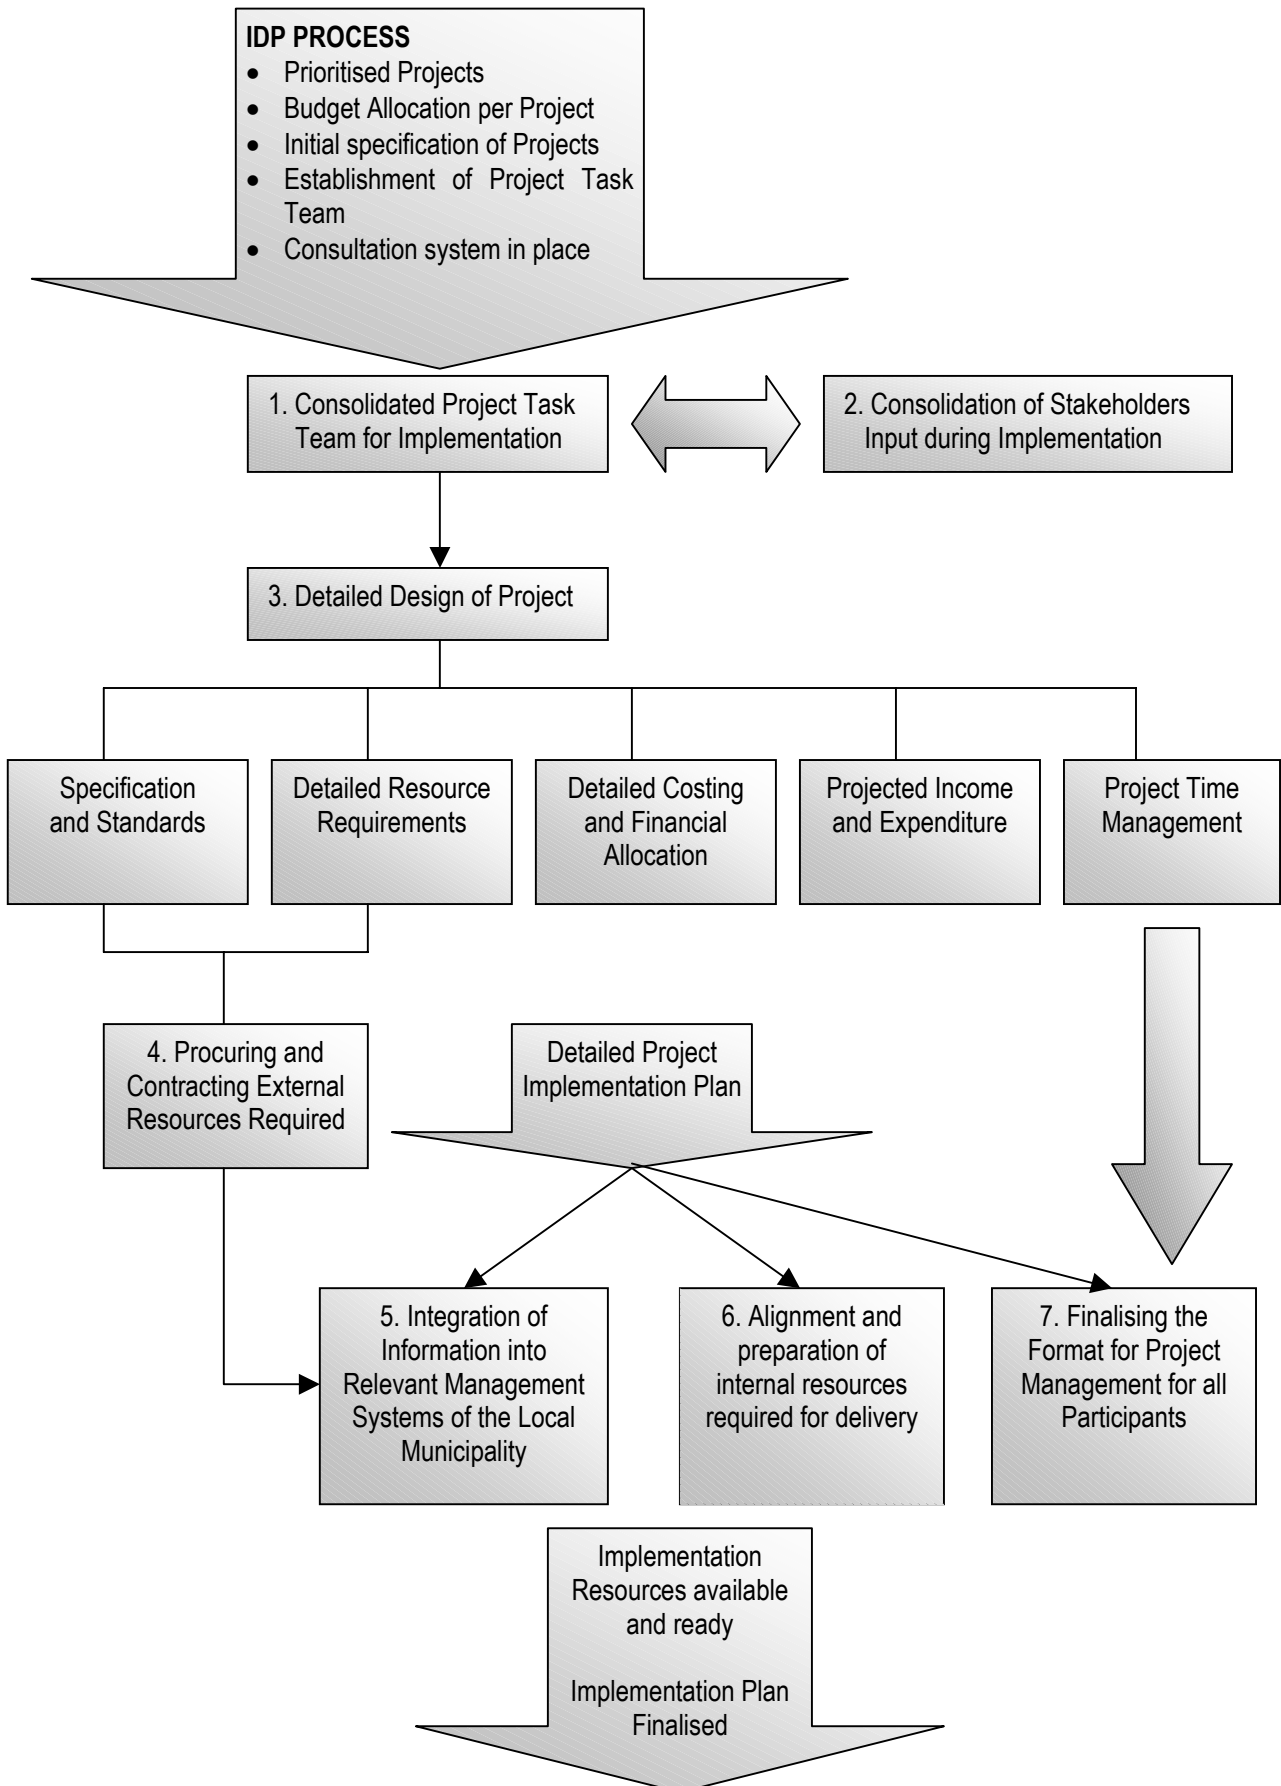 IDP PROCESS
• Prioritised Projects
• Budget Allocation per Project
• Initial specification of Projects
• Establishment of Project Task
Team
• Consultation system in place
1. Consolidated Project Task
Team for Implementation
2. Consolidation of Stakeholders
Input during Implementation
3. Detailed Design of Project
Specification
and Standards
Detailed Resource
Requirements
Detailed Costing
and Financial
Allocation
Projected Income
and Expenditure
Project Time
Management
4. Procuring and
Contracting External
Resources Required
Detailed Project
Implementation Plan
5. Integration of
Information into
Relevant Management
Systems of the Local
Municipality
6. Alignment and
preparation of
internal resources
required for delivery
7. Finalising the
Format for Project
Management for all
Participants
Implementation
Resources available
and ready
Implementation Plan
Finalised